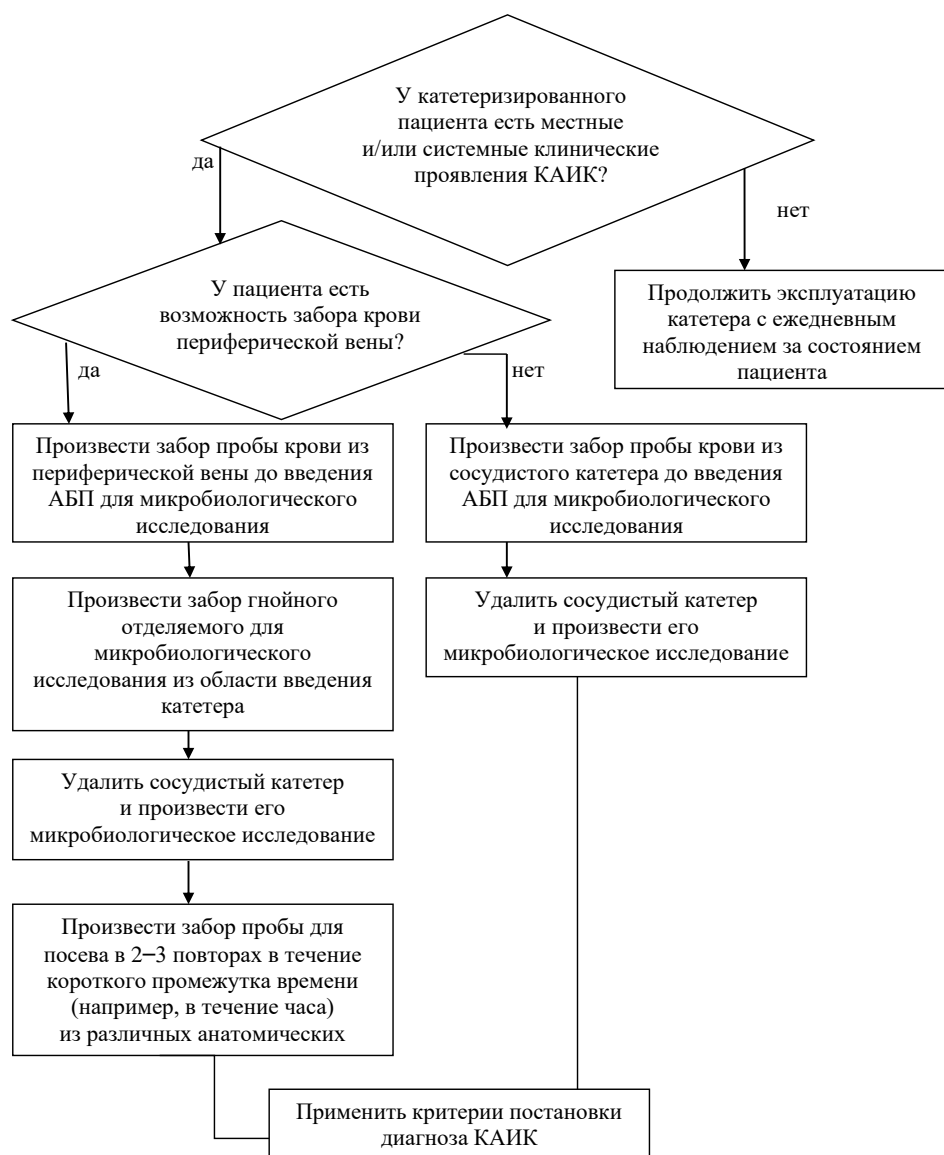 У катетеризированного
пациента есть местные
и/или системные клинические
проявления КАИК?
да
нет
У пациента есть
возможность забора крови
периферической вены?
Продолжить эксплуатацию
катетера с ежедневным
наблюдением за состоянием
пациента
да
нет
Произвести забор пробы крови из
периферической вены до введения
АБП для микробиологического
исследования
Произвести забор пробы крови из
сосудистого катетера до введения
АБП для микробиологического
исследования
Произвести забор гнойного
отделяемого для
микробиологического
исследования из области введения
катетера
Удалить сосудистый катетер
и произвести его
микробиологическое исследование
Удалить сосудистый катетер
и произвести его
микробиологическое исследование
Произвести забор пробы для
посева в 2–3 повторах в течение
короткого промежутка времени
(например, в течение часа)
из различных анатомических
Применить критерии постановки
диагноза КАИК